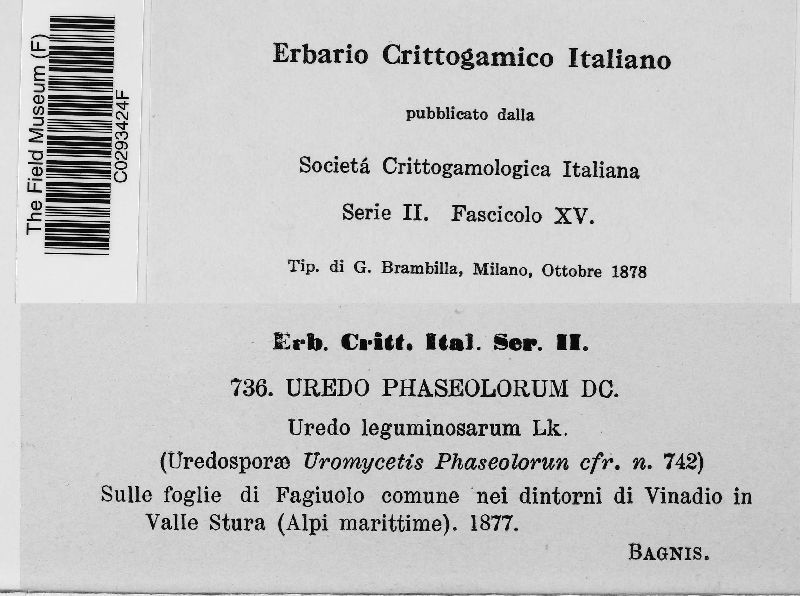 The Field Museum (F)
C0293424F
Erbario Crittogamico Italiano
pubblicato dalla
Societá Crittogamologica Italiana
Serie II. Fascicolo XV.
Tip. di G. Brambilla, Milano, Ottobre 1878
Erb. Critt. Ital. Ser. II.
736. UREDO PHASEOLORUM DC.
Uredo leguminosarum Lk.
(Uredosporæ Uromycetis Phaseolorun cfr. n. 742)
Sulle foglie di Fagiuolo comune nei dintorni di Vinadio in
Valle Stura (Alpi marittime). 1877.
BAGNIS.